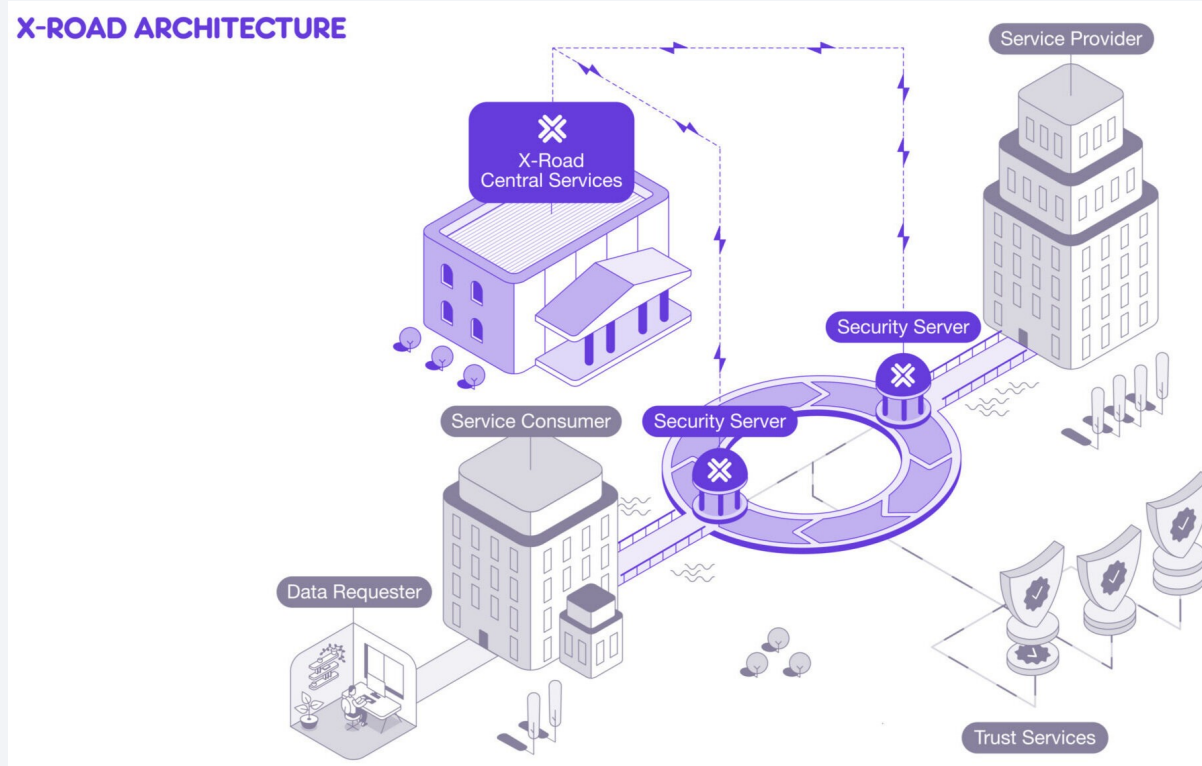 X-ROAD ARCHITECTURE
Service Provider
X-Road
Central Services
Security Server
Service Consumer
Security Server
Data Requester
Trust Services